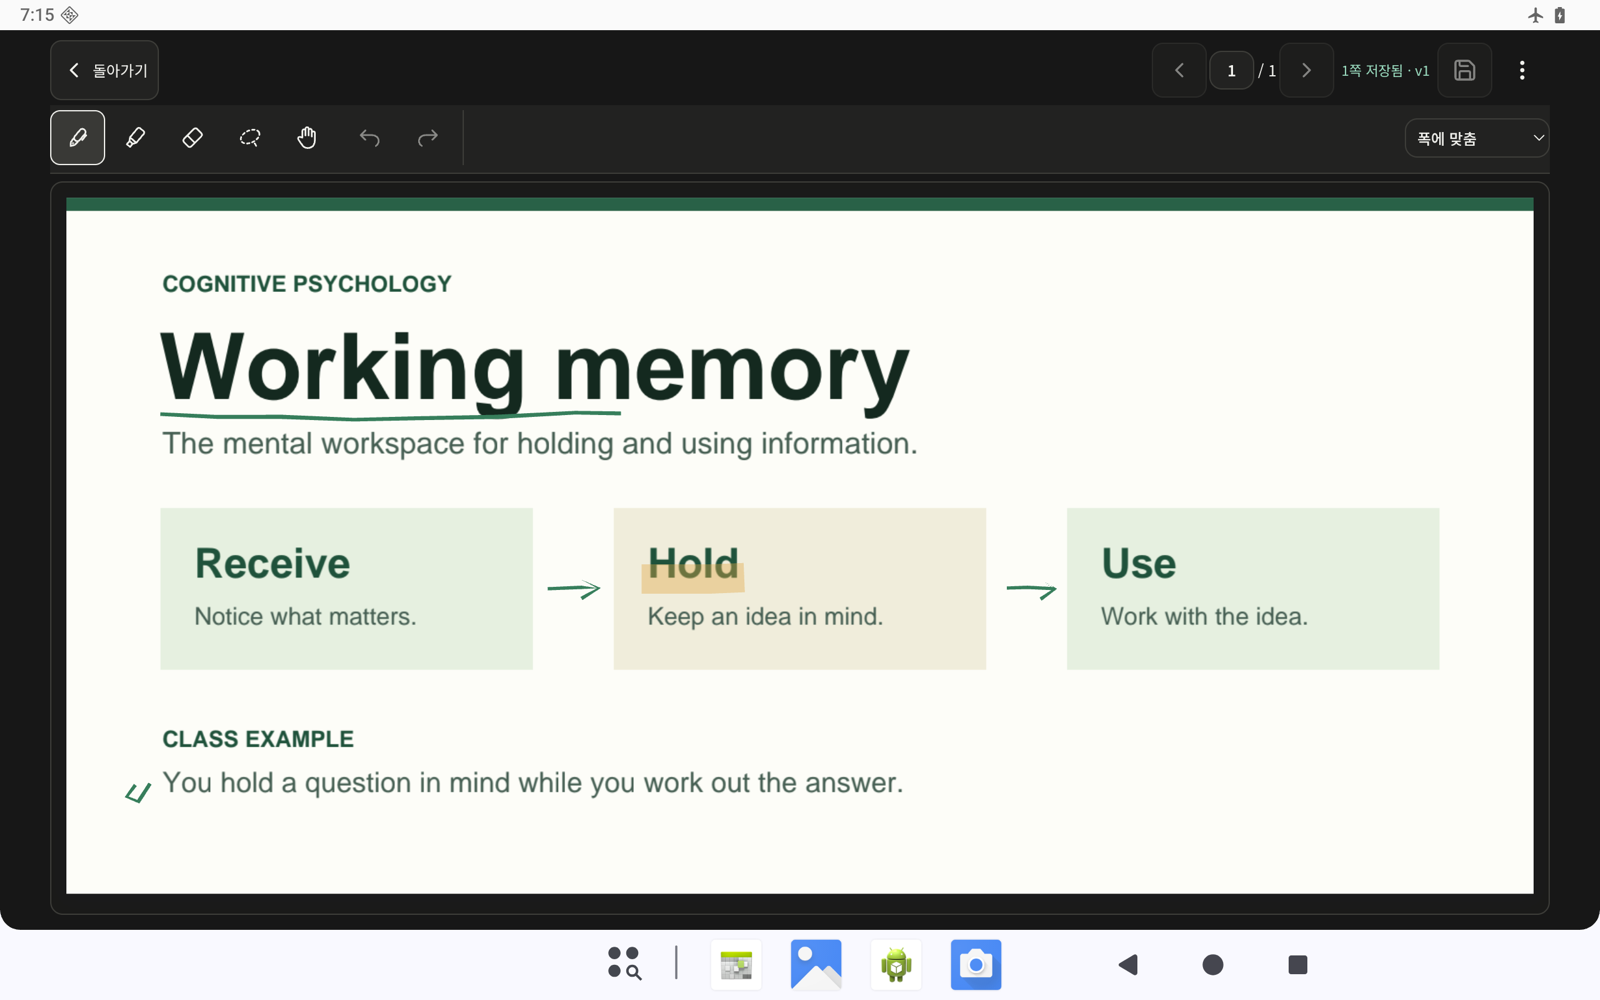 7:15
돌아가기
1 / 1
1쪽 저장됨 · v1
폭에 맞춤
COGNITIVE PSYCHOLOGY
Working memory
The mental workspace for holding and using information.
Receive
Notice what matters.
Hold
Keep an idea in mind.
Use
Work with the idea.
CLASS EXAMPLE
You hold a question in mind while you work out the answer.